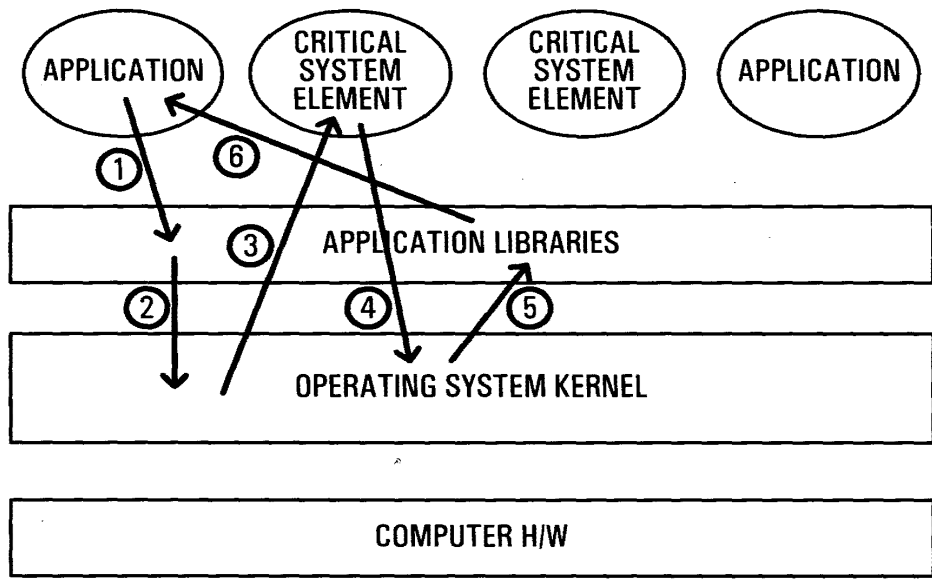 APPLICATION
CRITICAL
SYSTEM
ELEMENT
CRITICAL
SYSTEM
ELEMENT
APPLICATION
1
6
3
APPLICATION LIBRARIES
2
4
5
OPERATING SYSTEM KERNEL
COMPUTER H/W